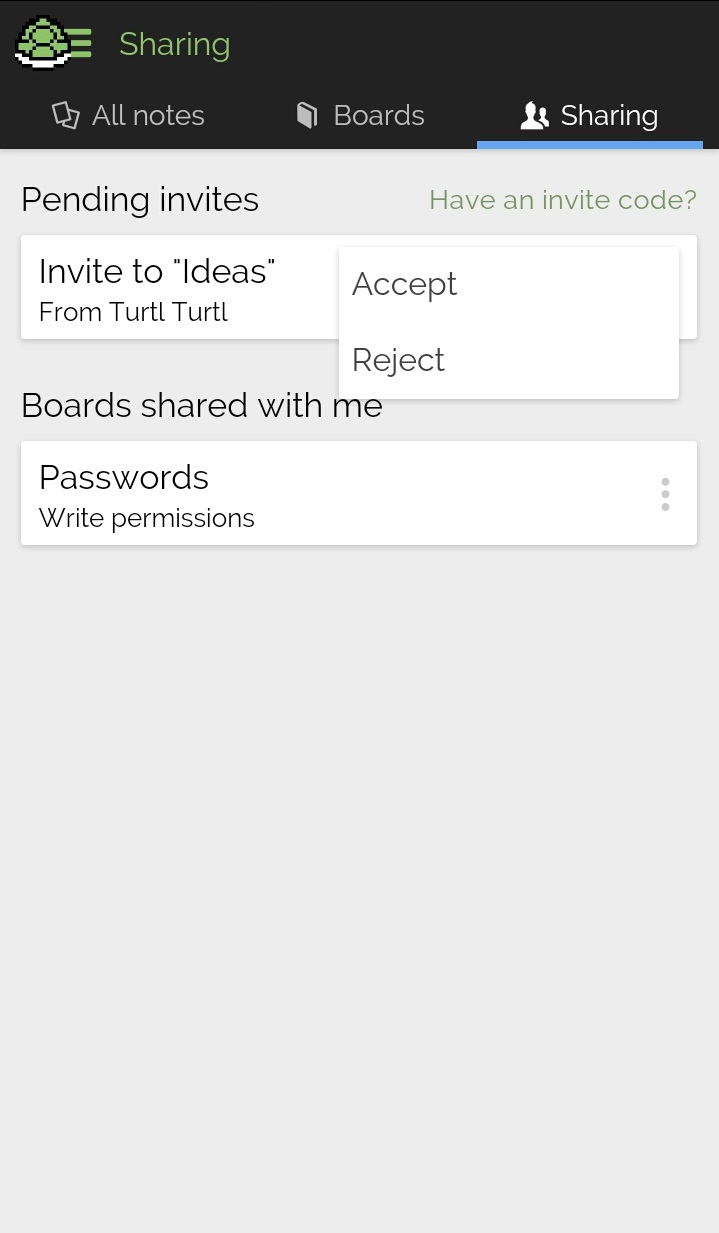 Sharing
All notes
Boards
Sharing
Pending invites
Have an invite code?
Invite to "Ideas"
From Turtl Turtl
Accept
Reject
Boards shared with me
Passwords
Write permissions